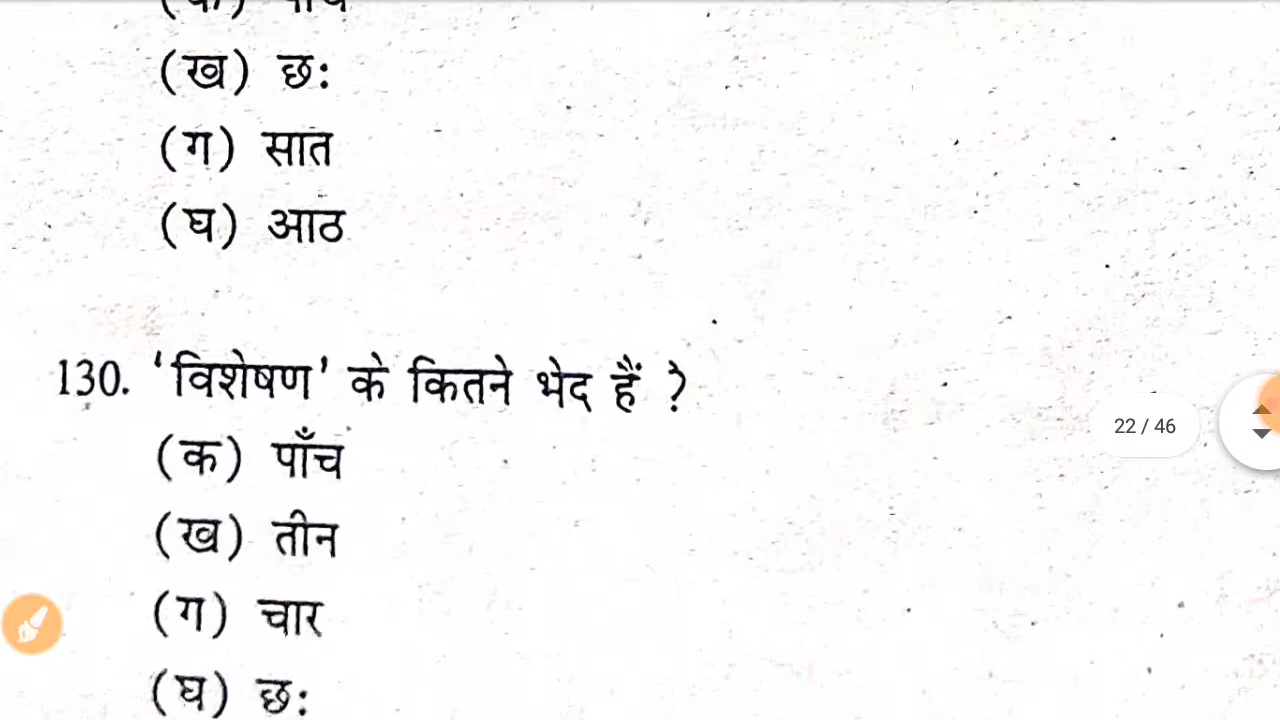 (ख) छः
(ग) सात
(घ) आठ
130. 'विशेषण' के कितने भेद हैं ?
(क) पाँच
(ख) तीन
(ग) चार
(घ) छः
22 / 46